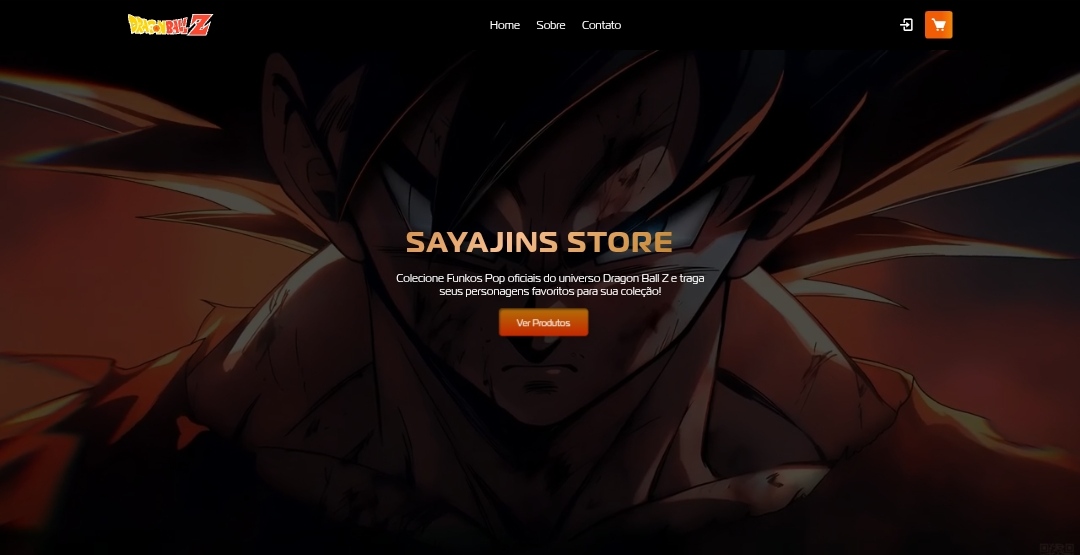 DRAGON BALL Z
Home Sobre Contato
SAYAJINS STORE
Colecione Funkos Pop oficiais do universo Dragon Ball Z e traga
seus personagens favoritos para sua coleção!
Ver Produtos